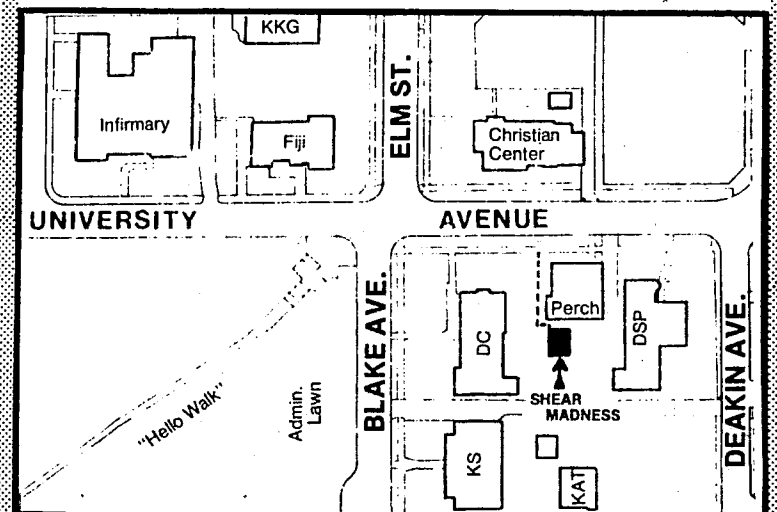 KKG
Infirmary
Fiji
ELM ST.
Christian
Center
UNIVERSITY AVENUE
BLAKE AVE.
DC
Perch
DSP
DEAKIN AVE.
SHEAR
MADNESS
"Hello Walk"
Admin.
Lawn
KS
KAT